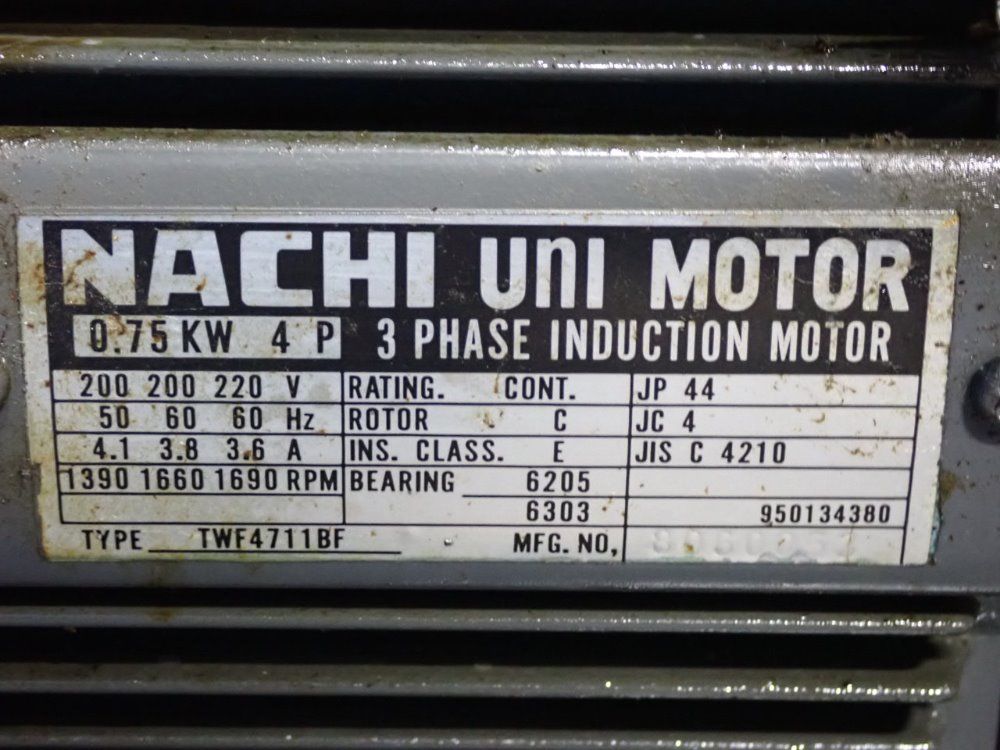 NACHI UNI MOTOR
0.75 KW 4 P 3 PHASE INDUCTION MOTOR
200 200 220 V RATING. CONT. JP 44
50 60 60 Hz ROTOR C JC 4
4.1 3.8 3.6 A INS. CLASS. E JIS C 4210
1390 1660 1690 RPM BEARING 6205
6303 950134380
TYPE TWF4711BF MFG. NO,